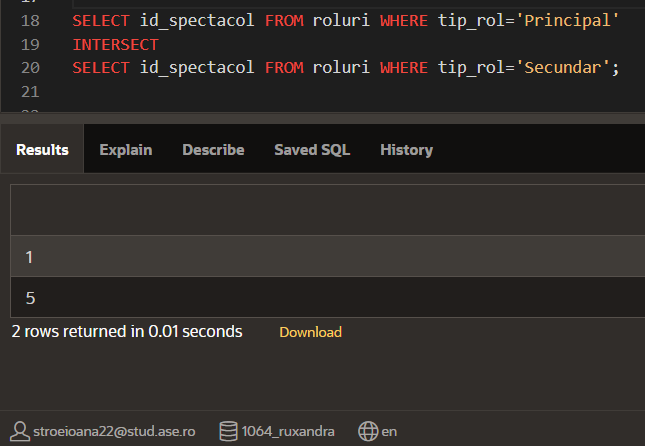 18 SELECT id_spectacol FROM roluri WHERE tip_rol='Principal'
19 INTERSECT
20 SELECT id_spectacol FROM roluri WHERE tip_rol='Secundar';
21
Results Explain Describe Saved SQL History
1
5
2 rows returned in 0.01 seconds Download
stroeioana22@stud.ase.ro 1064_ruxandra en